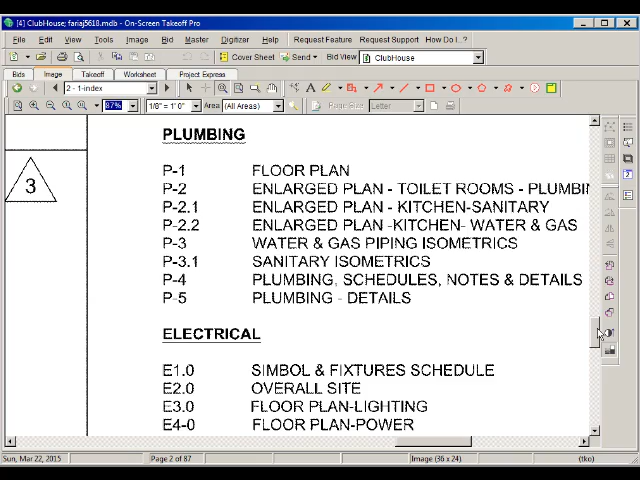 [4] ClubHouse; fariaj5618.mdb - On-Screen Takeoff Pro
File Edit View Tools Image Bid Master Digitizer Help Request Feature Request Support How Do I...?
Cover Sheet Send Bid View ClubHouse
Bids Image Takeoff Worksheet Project Express
2 - 1-index
87% 1/8" = 1' 0" Area (All Areas) Page Size Letter
PLUMBING
P-1 FLOOR PLAN
P-2 ENLARGED PLAN - TOILET ROOMS - PLUMBIN
P-2.1 ENLARGED PLAN - KITCHEN-SANITARY
P-2.2 ENLARGED PLAN -KITCHEN- WATER & GAS
P-3 WATER & GAS PIPING ISOMETRICS
P-3.1 SANITARY ISOMETRICS
P-4 PLUMBING, SCHEDULES, NOTES & DETAILS
P-5 PLUMBING - DETAILS
3
ELECTRICAL
E1.0 SIMBOL & FIXTURES SCHEDULE
E2.0 OVERALL SITE
E3.0 FLOOR PLAN-LIGHTING
E4-0 FLOOR PLAN-POWER
Sun, Mar 22, 2015 Page 2 of 87 Image (36 x 24) (tko)